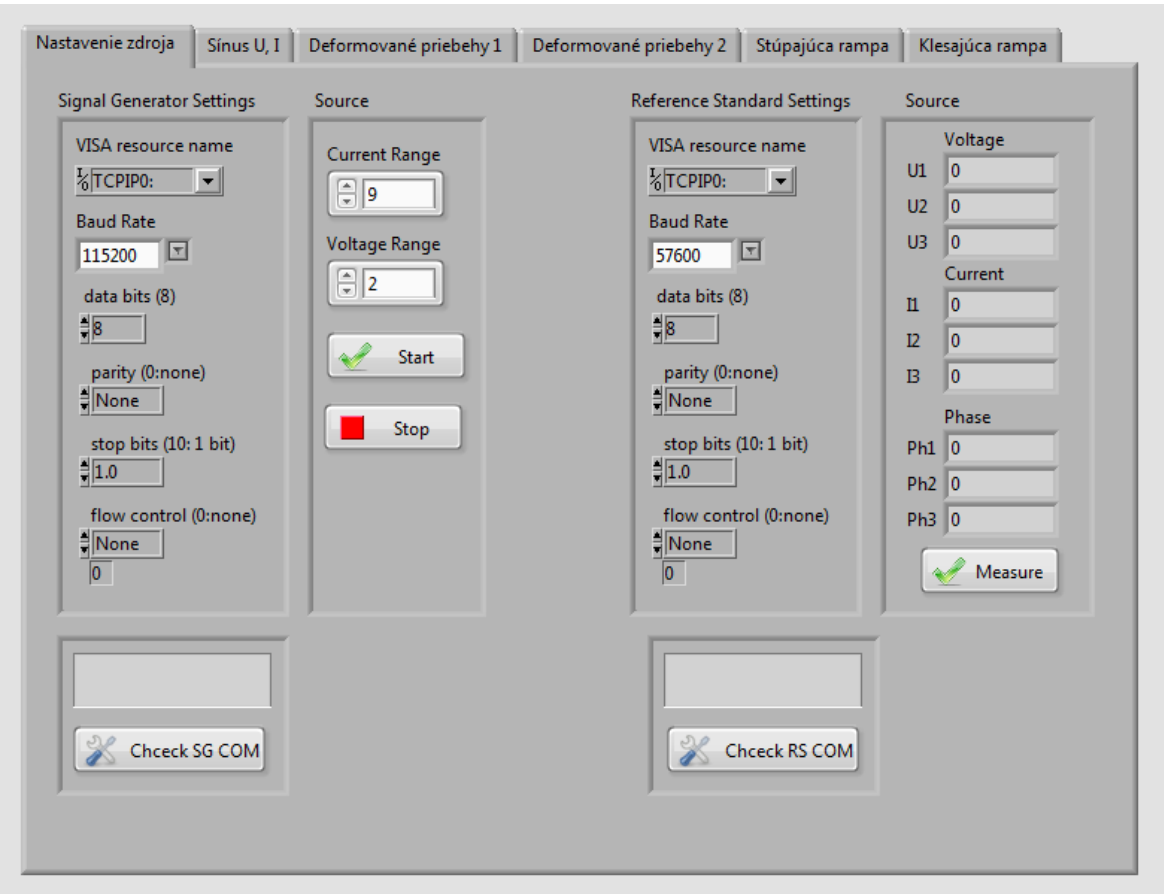 Nastavenie zdroja
Sínus U, I
Deformované priebehy 1
Deformované priebehy 2
Stúpajúca rampa
Klesajúca rampa
Signal Generator Settings
VISA resource name
I/O TCPIP0:
Baud Rate
115200
data bits (8)
8
parity (0:none)
None
stop bits (10: 1 bit)
1.0
flow control (0:none)
None
0
Chceck SG COM
Source
Current Range
9
Voltage Range
2
Start
Stop
Reference Standard Settings
VISA resource name
I/O TCPIP0:
Baud Rate
57600
data bits (8)
8
parity (0:none)
None
stop bits (10: 1 bit)
1.0
flow control (0:none)
None
0
Chceck RS COM
Source
Voltage
U1 0
U2 0
U3 0
Current
I1 0
I2 0
I3 0
Phase
Ph1 0
Ph2 0
Ph3 0
Measure